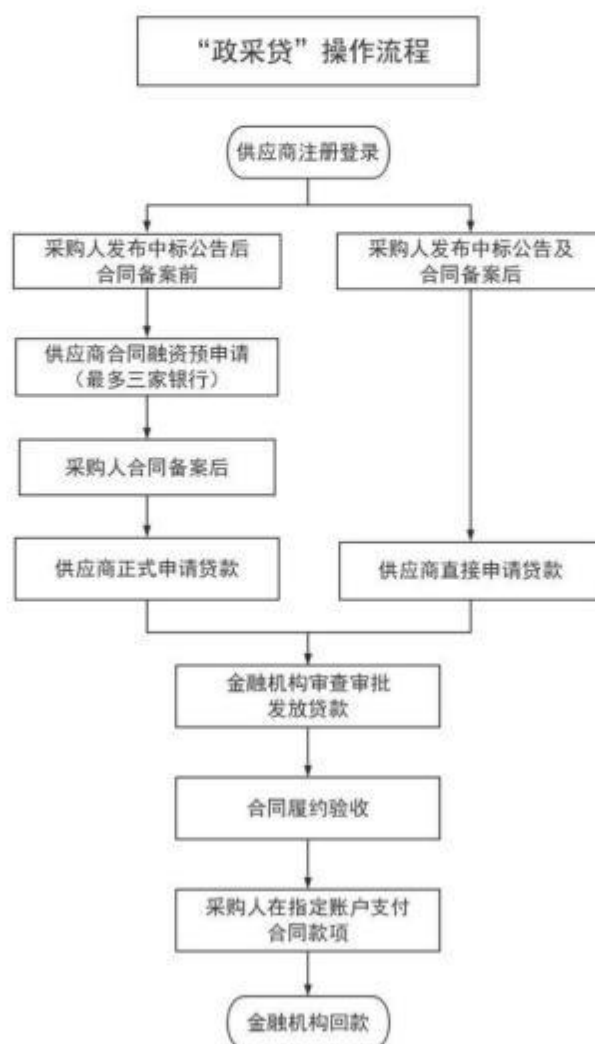 “政采贷”操作流程
供应商注册登录
采购人发布中标公告后
合同备案前
采购人发布中标公告及
合同备案后
供应商合同融资预申请
（最多三家银行）
采购人合同备案后
供应商正式申请贷款
供应商直接申请贷款
金融机构审查审批
发放贷款
合同履约验收
采购人在指定账户支付
合同款项
金融机构回款